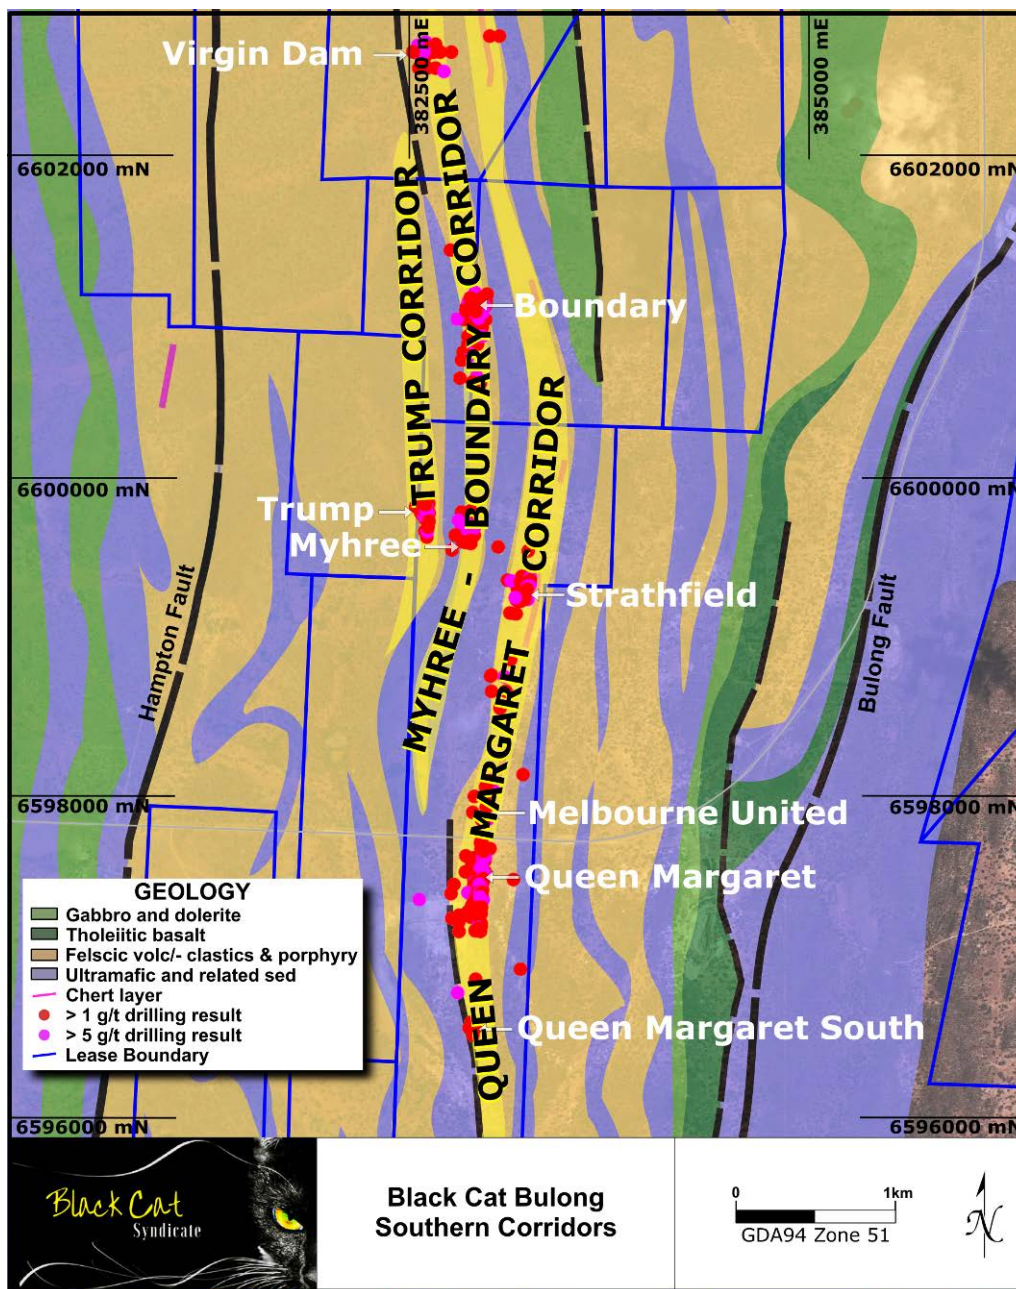 Virgin Dam
382500 mE
385000 mE
6602000 mN
6602000 mN
TRUMP CORRIDOR
MYHREE - BOUNDARY CORRIDOR
Boundary
QUEEN MARGARET CORRIDOR
6600000 mN
6600000 mN
Trump
Myhree
Strathfield
Hampton Fault
Bulong Fault
6598000 mN
6598000 mN
Melbourne United
Queen Margaret
Queen Margaret South
GEOLOGY
Gabbro and dolerite
Tholeiitic basalt
Felscic volc/- clastics & porphyry
Ultramafic and related sed
Chert layer
> 1 g/t drilling result
> 5 g/t drilling result
Lease Boundary
6596000 mN
6596000 mN
Black Cat
Syndicate
Black Cat Bulong
Southern Corridors
0 1km
GDA94 Zone 51
N